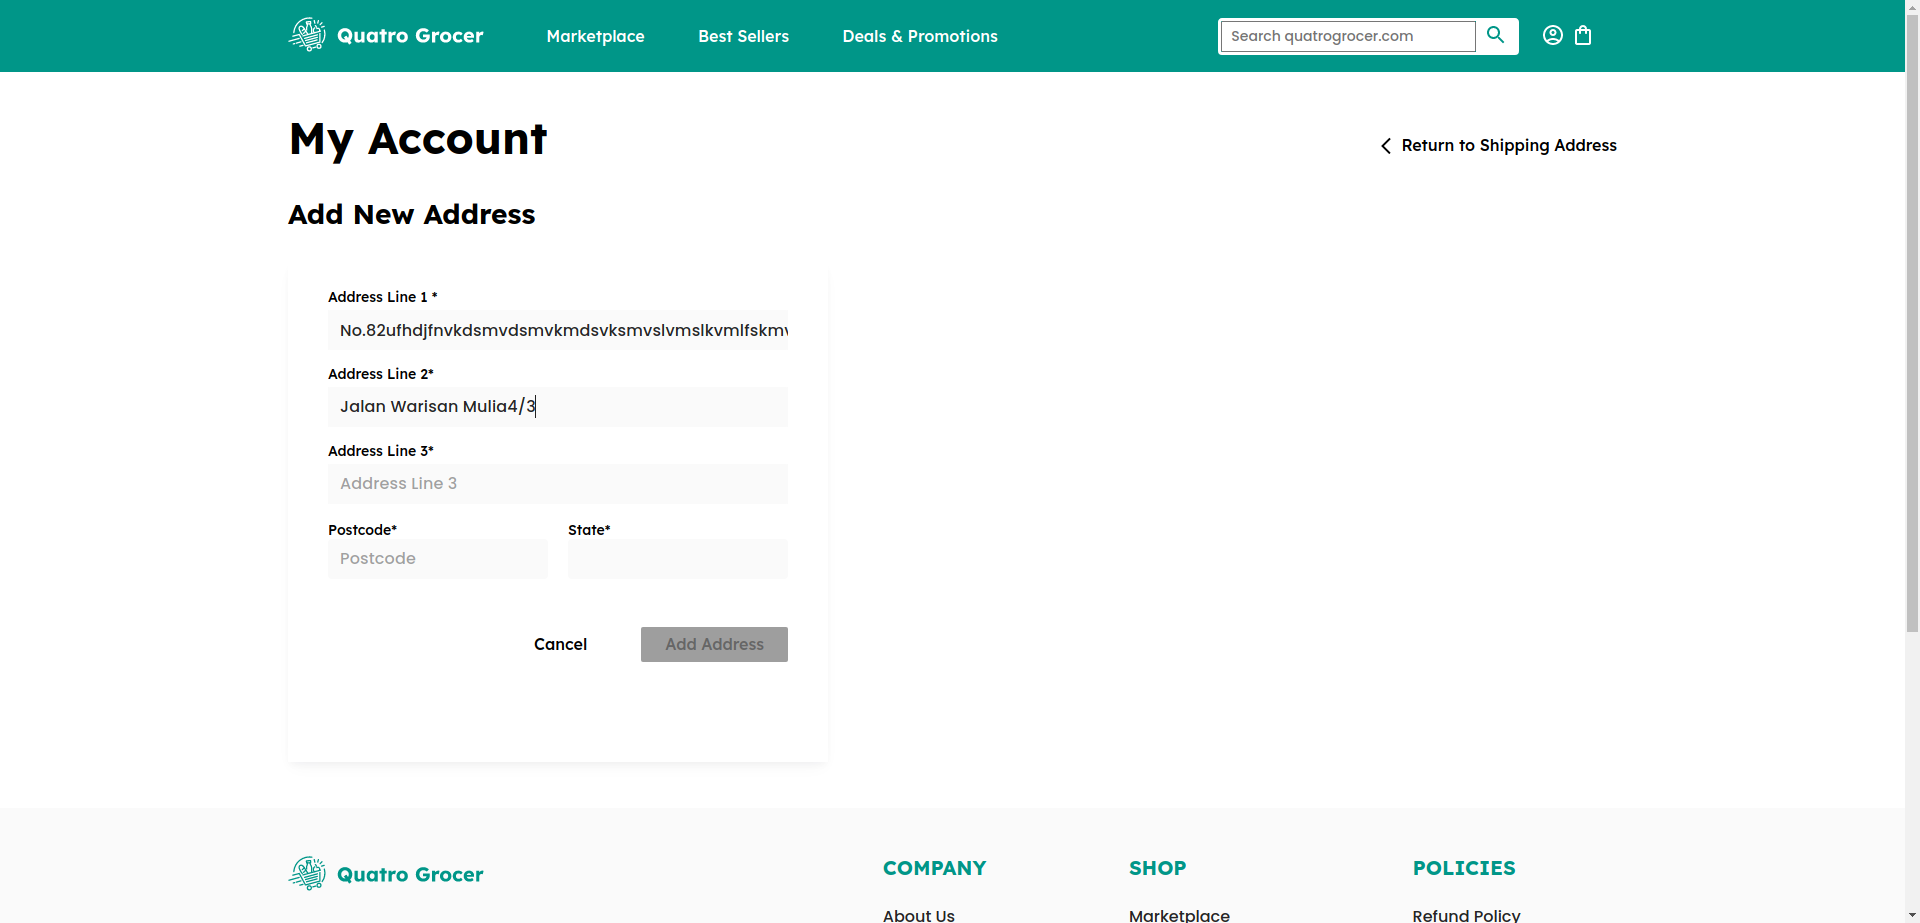 Quatro Grocer
Marketplace
Best Sellers
Deals & Promotions
Search quatrogrocer.com
My Account
Return to Shipping Address
Add New Address
Address Line 1 *
No.82ufhdjfnvkdsmvdsmvkmdsvksmvslvmslkvmlfskmv
Address Line 2*
Jalan Warisan Mulia4/3
Address Line 3*
Address Line 3
Postcode*
State*
Postcode
Cancel
Add Address
Quatro Grocer
COMPANY
SHOP
POLICIES
About Us
Marketplace
Refund Policy